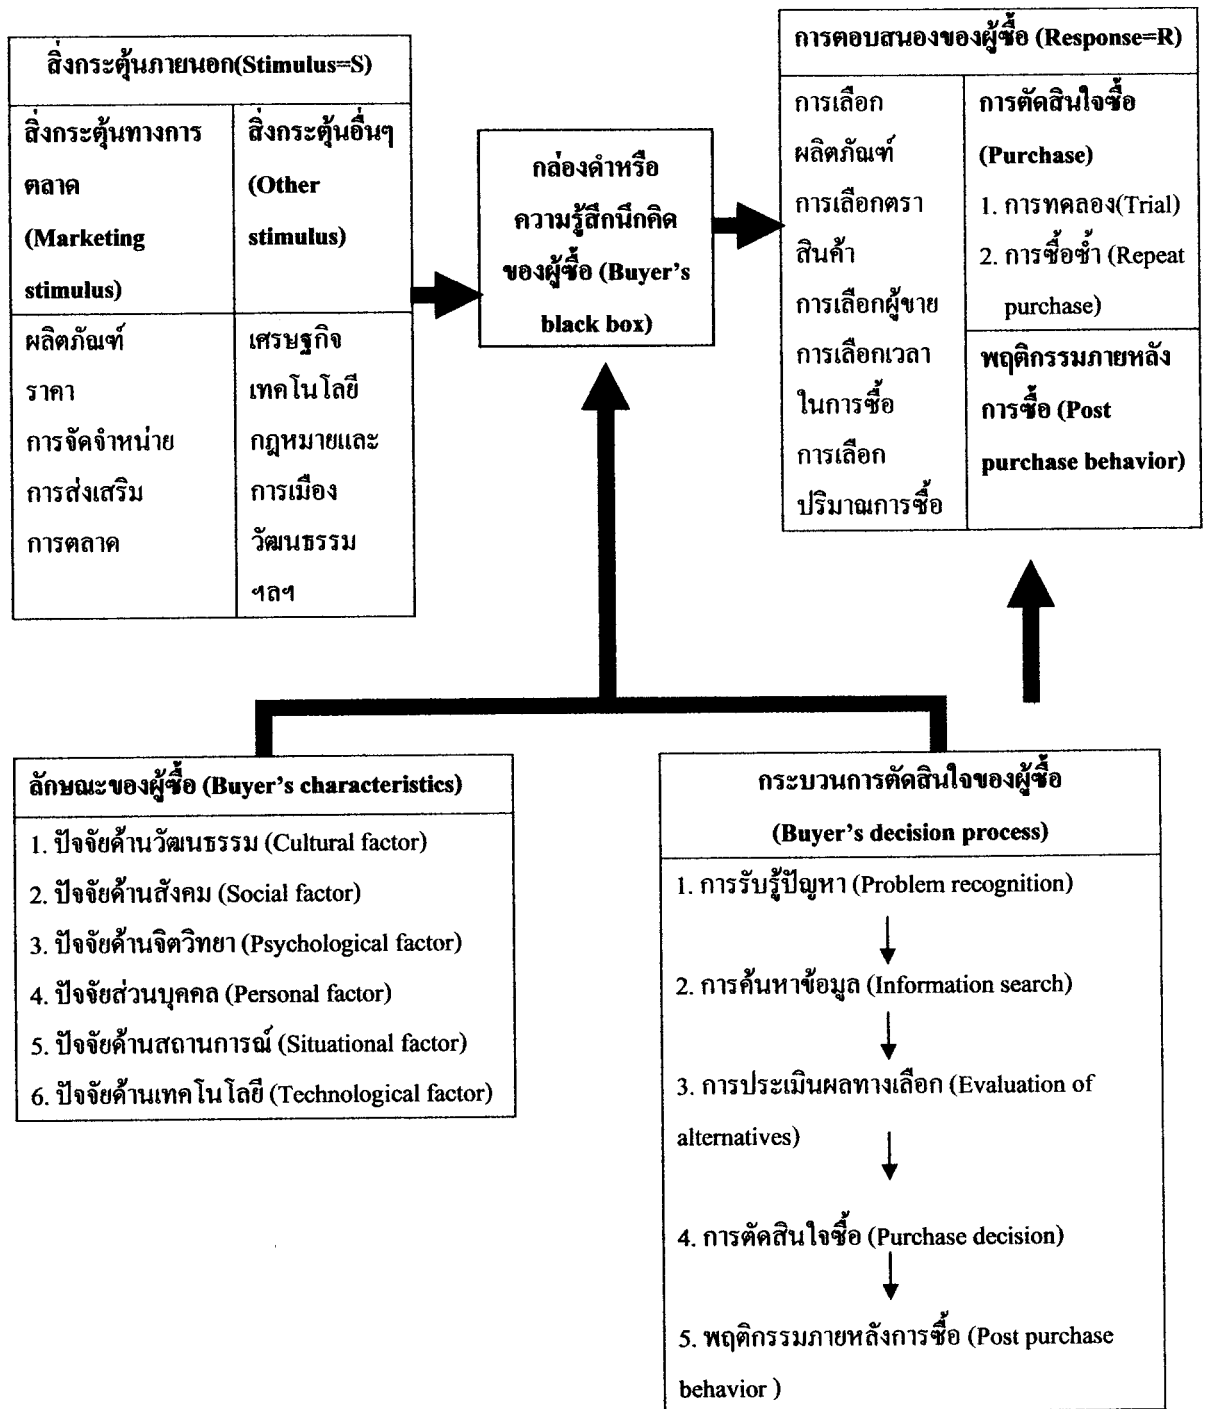 สิ่งกระตุ้นภายนอก(Stimulus=S)
สิ่งกระตุ้นทางการ
ตลาด
(Marketing
stimulus)
สิ่งกระตุ้นอื่นๆ
(Other
stimulus)
ผลิตภัณฑ์
ราคา
การจัดจำหน่าย
การส่งเสริม
การตลาด
เศรษฐกิจ
เทคโนโลยี
กฎหมายและ
การเมือง
วัฒนธรรม
ฯลฯ
กล่องดำหรือ
ความรู้สึกนึกคิด
ของผู้ซื้อ (Buyer's
black box)
การตอบสนองของผู้ซื้อ (Response=R)
การเลือก
ผลิตภัณฑ์
การเลือกตรา
สินค้า
การเลือกผู้ขาย
การเลือกเวลา
ในการซื้อ
การเลือก
ปริมาณการซื้อ
การตัดสินใจซื้อ
(Purchase)
1. การทดลอง(Trial)
2. การซื้อซ้ำ (Repeat
purchase)
พฤติกรรมภายหลัง
การซื้อ (Post
purchase behavior)
ลักษณะของผู้ซื้อ (Buyer's characteristics)
1. ปัจจัยด้านวัฒนธรรม (Cultural factor)
2. ปัจจัยด้านสังคม (Social factor)
3. ปัจจัยด้านจิตวิทยา (Psychological factor)
4. ปัจจัยส่วนบุคคล (Personal factor)
5. ปัจจัยด้านสถานการณ์ (Situational factor)
6. ปัจจัยด้านเทคโนโลยี (Technological factor)
กระบวนการตัดสินใจของผู้ซื้อ
(Buyer's decision process)
1. การรับรู้ปัญหา (Problem recognition)
2. การค้นหาข้อมูล (Information search)
3. การประเมินผลทางเลือก (Evaluation of
alternatives)
4. การตัดสินใจซื้อ (Purchase decision)
5. พฤติกรรมภายหลังการซื้อ (Post purchase
behavior )